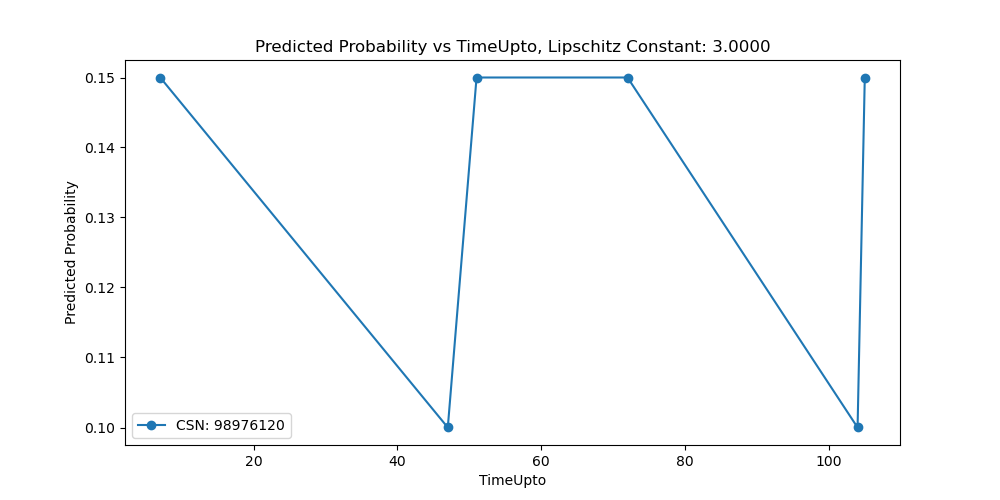 Predicted Probability vs TimeUpto, Lipschitz Constant: 3.0000
Predicted Probability
0.15
0.14
0.13
0.12
0.11
0.10
CSN: 98976120
20 40 60 80 100
TimeUpto